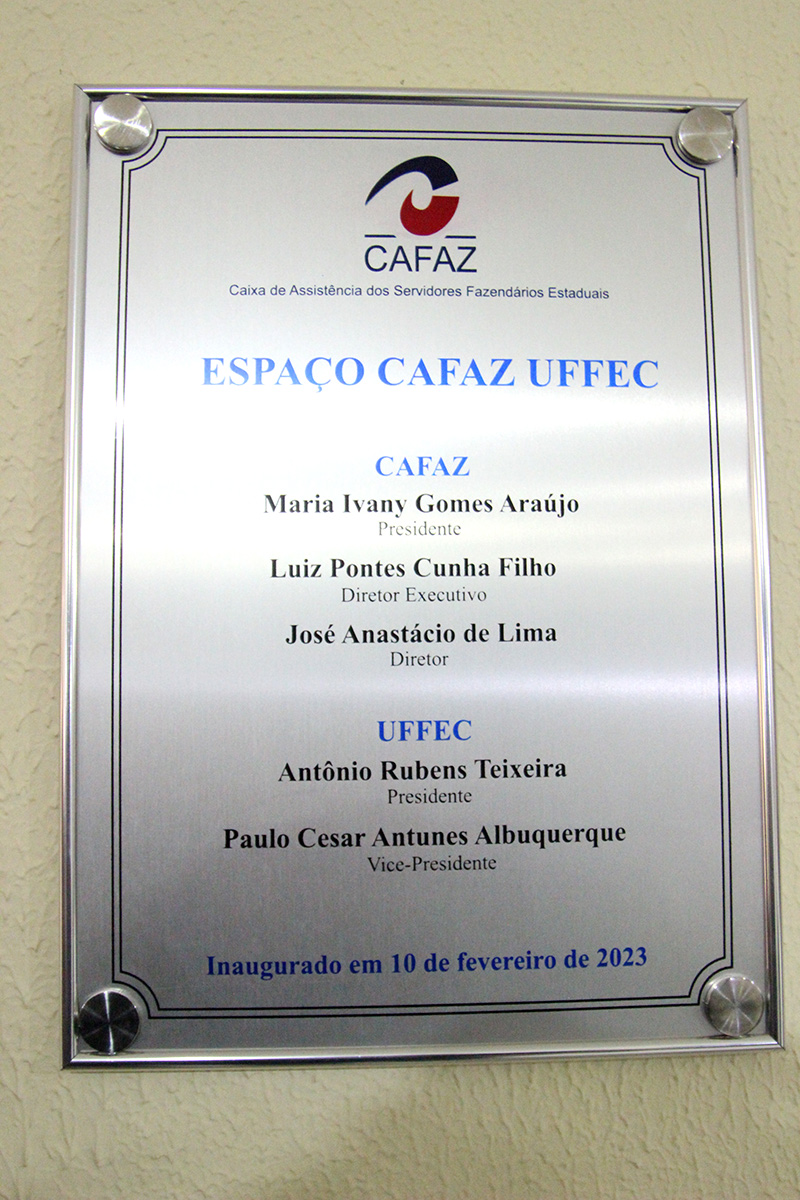 CAFAZ
Caixa de Assistência dos Servidores Fazendários Estaduais
ESPAÇO CAFAZ UFFEC
CAFAZ
Maria Ivany Gomes Araújo
Presidente
Luiz Pontes Cunha Filho
Diretor Executivo
José Anastácio de Lima
Diretor
UFFEC
Antônio Rubens Teixeira
Presidente
Paulo Cesar Antunes Albuquerque
Vice-Presidente
Inaugurado em 10 de fevereiro de 2023